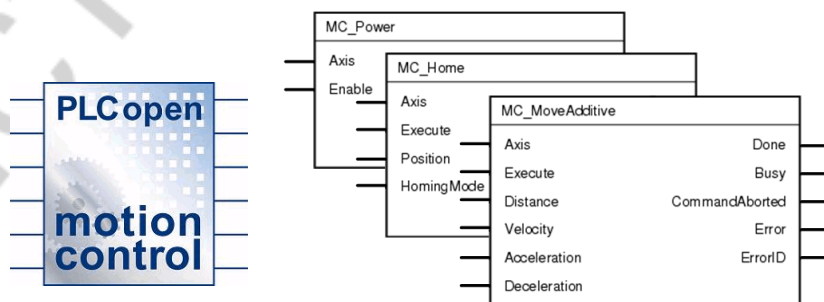 PLCopen
motion
control
MC_Power
Axis
Enable
MC_Home
Axis
Execute
Position
HomingMode
MC_MoveAdditive
Axis
Done
Execute
Busy
Distance
CommandAborted
Velocity
Error
Acceleration
ErrorID
Deceleration